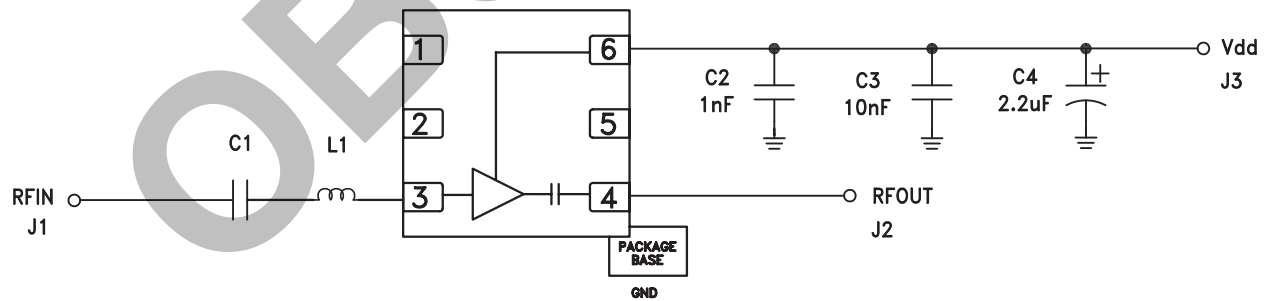 1
2
3
6
5
4
C1
L1
RFIN
J1
C2
1nF
C3
10nF
C4
2.2uF
+
Vdd
J3
RFOUT
J2
PACKAGE
BASE
GND